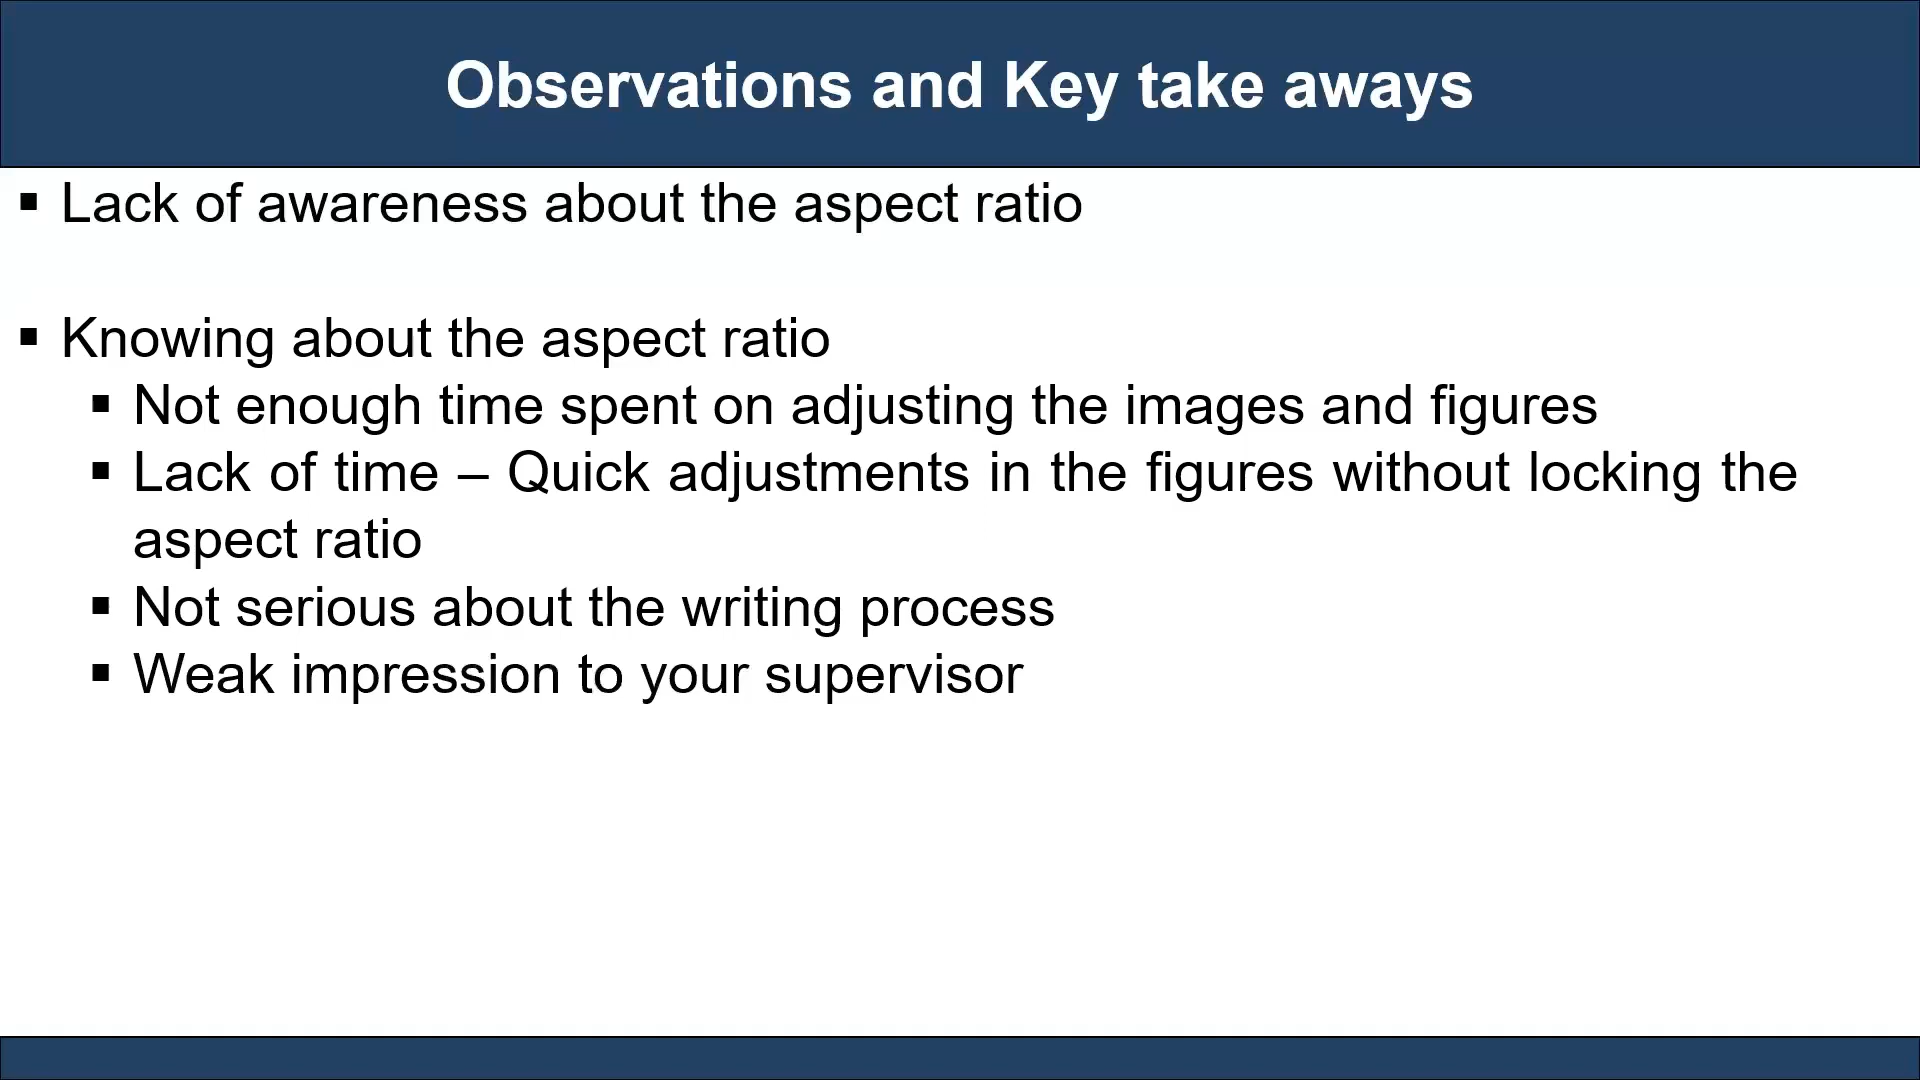 Observations and Key take aways
▪ Lack of awareness about the aspect ratio
▪ Knowing about the aspect ratio
▪ Not enough time spent on adjusting the images and figures
▪ Lack of time – Quick adjustments in the figures without locking the
aspect ratio
▪ Not serious about the writing process
▪ Weak impression to your supervisor